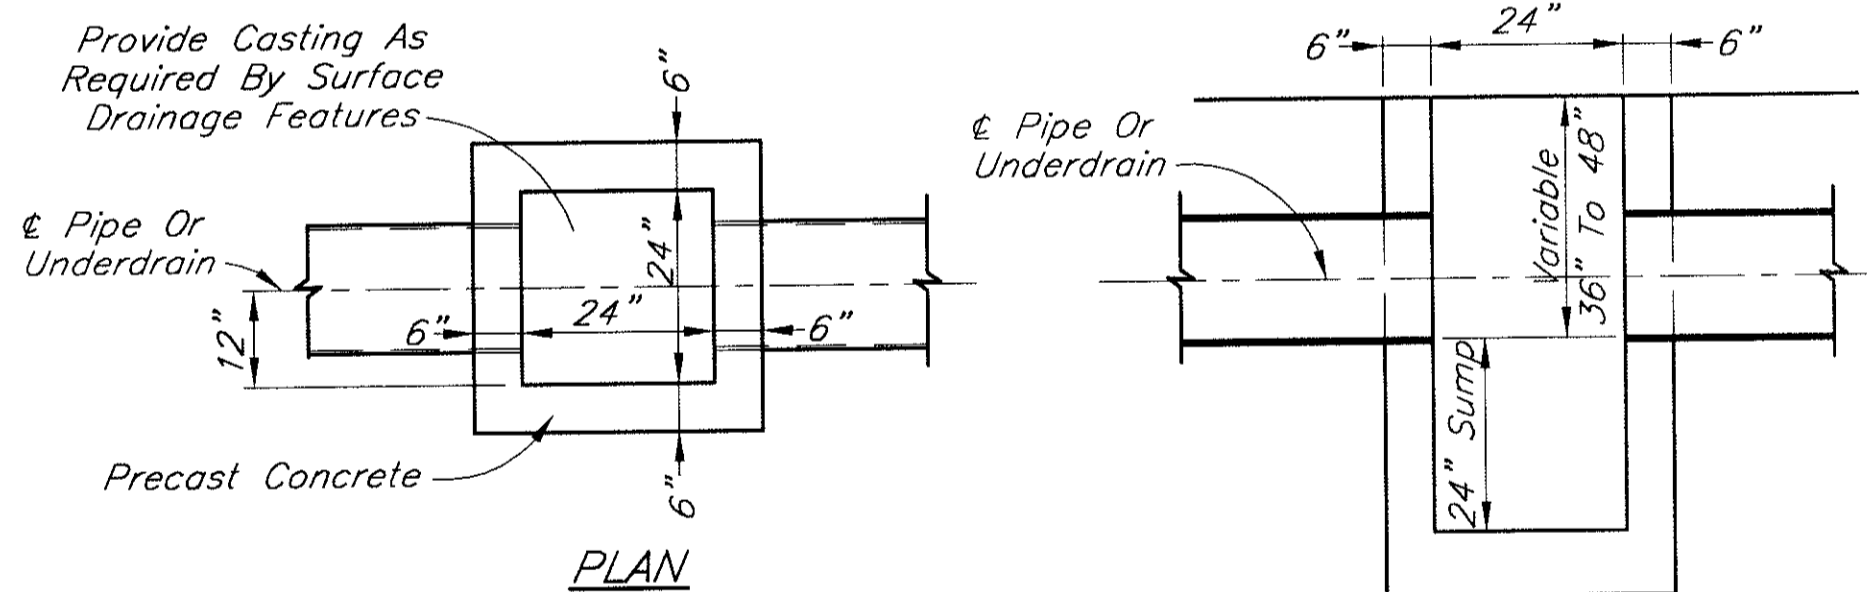 Provide Casting As
Required By Surface
Drainage Features
℄ Pipe Or
Underdrain
12"
6"
24"
24"
6"
6"
6"
Precast Concrete
PLAN
6"
24"
6"
℄ Pipe Or
Underdrain
Variable
36" To 48"
24" Sump